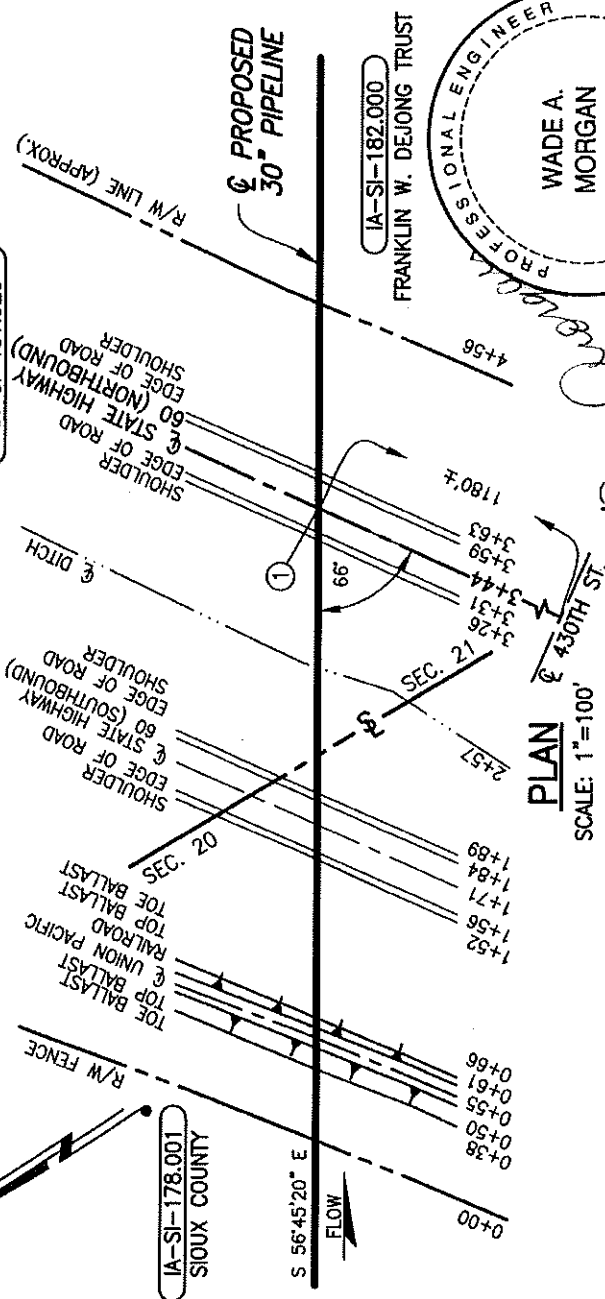 ℄ PROPOSED
30" PIPELINE
R/W LINE (APPROX.)
IA-SI-182.000
FRANKLIN W. DEJONG TRUST
PROFESSIONAL ENGINEER
WADE A.
MORGAN
SHOULDER
EDGE OF ROAD
℄ STATE HIGHWAY
60 (NORTHBOUND)
EDGE OF ROAD
SHOULDER
℄ DITCH
SHOULDER
EDGE OF ROAD
℄ STATE HIGHWAY
60 (SOUTHBOUND)
EDGE OF ROAD
SHOULDER
SEC. 20
SEC. 21
TOE BALLAST
TOP BALLAST
℄ UNION PACIFIC
RAILROAD
TOP BALLAST
TOE BALLAST
R/W FENCE
IA-SI-178.001
SIOUX COUNTY
S 56°45'20" E
FLOW
1
66°
1180'±
0+00
0+38
0+50
0+55
0+61
0+66
1+52
1+56
1+71
1+84
1+89
2+57
3+26
3+31
3+44
3+59
3+63
4+56
℄ 430TH ST.
PLAN
SCALE: 1"=100'